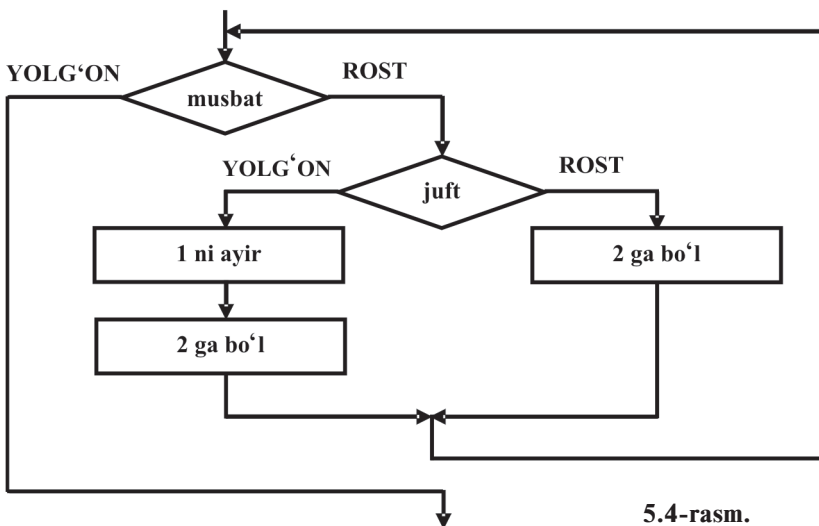 YOLG‘ON
ROST
musbat
YOLG‘ON
ROST
juft
1 ni ayir
2 ga bo‘l
2 ga bo‘l
5.4-rasm.